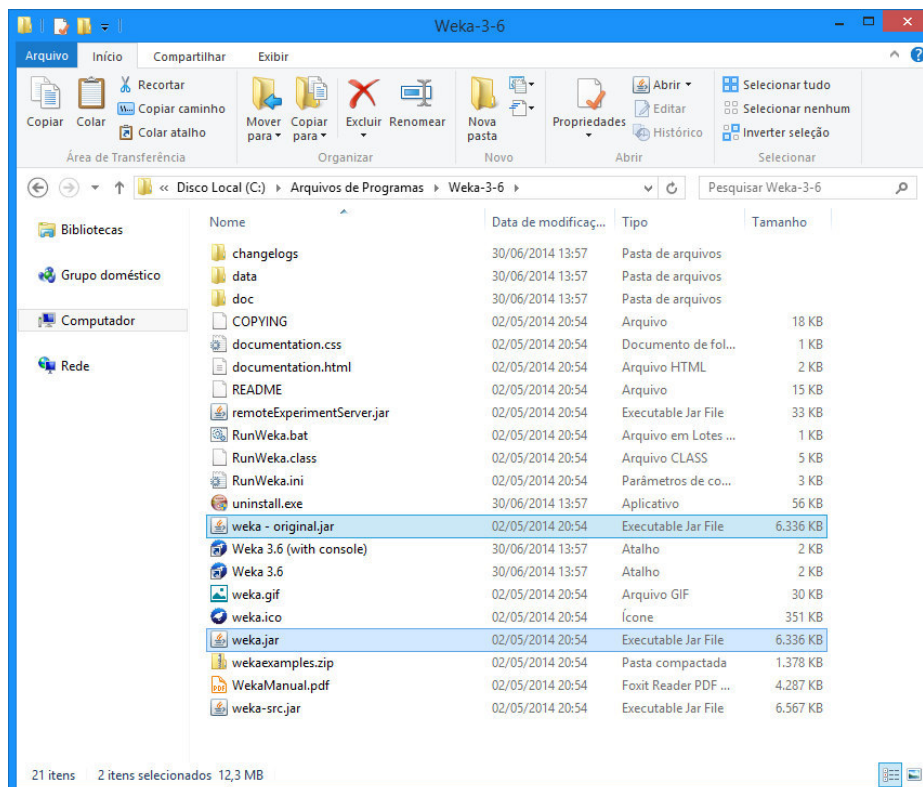 Weka-3-6
Arquivo Início Compartilhar Exibir
Copiar Colar Recortar Copiar caminho Colar atalho
Área de Transferência
Mover para Copiar para Excluir Renomear
Organizar
Nova pasta
Novo
Propriedades Abrir Editar Histórico
Abrir
Selecionar tudo Selecionar nenhum Inverter seleção
Selecionar
« Disco Local (C:) Arquivos de Programas Weka-3-6
Pesquisar Weka-3-6
Bibliotecas
Grupo doméstico
Computador
Rede
Nome Data de modificaç... Tipo Tamanho
changelogs 30/06/2014 13:57 Pasta de arquivos
data 30/06/2014 13:57 Pasta de arquivos
doc 30/06/2014 13:57 Pasta de arquivos
COPYING 02/05/2014 20:54 Arquivo 18 KB
documentation.css 02/05/2014 20:54 Documento de fol... 1 KB
documentation.html 02/05/2014 20:54 Arquivo HTML 2 KB
README 02/05/2014 20:54 Arquivo 15 KB
remoteExperimentServer.jar 02/05/2014 20:54 Executable Jar File 33 KB
RunWeka.bat 02/05/2014 20:54 Arquivo em Lotes ... 1 KB
RunWeka.class 02/05/2014 20:54 Arquivo CLASS 5 KB
RunWeka.ini 02/05/2014 20:54 Parâmetros de co... 3 KB
uninstall.exe 30/06/2014 13:57 Aplicativo 56 KB
weka - original.jar 02/05/2014 20:54 Executable Jar File 6.336 KB
Weka 3.6 (with console) 30/06/2014 13:57 Atalho 2 KB
Weka 3.6 30/06/2014 13:57 Atalho 2 KB
weka.gif 02/05/2014 20:54 Arquivo GIF 30 KB
weka.ico 02/05/2014 20:54 Ícone 351 KB
weka.jar 02/05/2014 20:54 Executable Jar File 6.336 KB
wekaexamples.zip 02/05/2014 20:54 Pasta compactada 1.378 KB
WekaManual.pdf 02/05/2014 20:54 Foxit Reader PDF ... 4.287 KB
weka-src.jar 02/05/2014 20:54 Executable Jar File 6.567 KB
21 itens 2 itens selecionados 12,3 MB